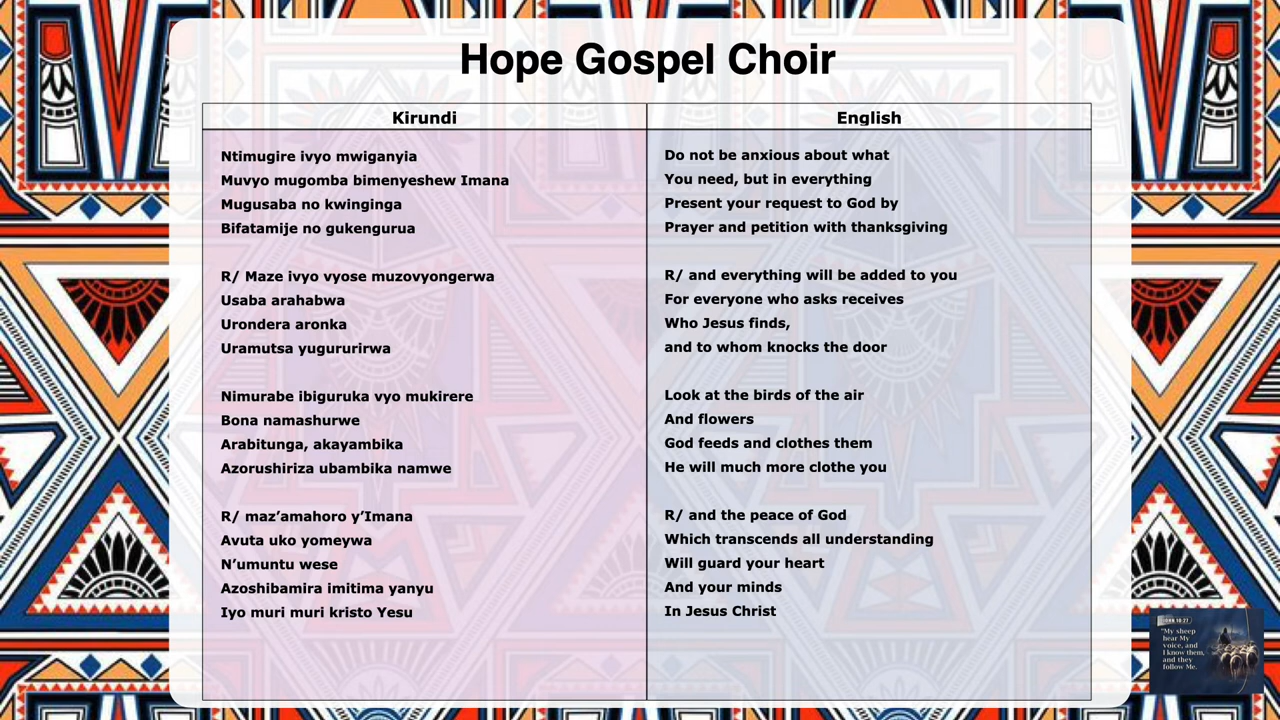 Hope Gospel Choir
Kirundi
Ntimugire ivyo mwiganyia
Muvyo mugomba bimenyeshew Imana
Mugusaba no kwinginga
Bifatamije no gukengurua
R/ Maze ivyo vyose muzovyongerwa
Usaba arahabwa
Urondera aronka
Uramutsa yugururirwa
Nimurabe ibiguruka vyo mukirere
Bona namashurwe
Arabitunga, akayambika
Azorushiriza ubambika namwe
R/ maz’amahoro y’Imana
Avuta uko yomeywa
N’umuntu wese
Azoshibamira imitima yanyu
Iyo muri muri kristo Yesu
English
Do not be anxious about what
You need, but in everything
Present your request to God by
Prayer and petition with thanksgiving
R/ and everything will be added to you
For everyone who asks receives
Who Jesus finds,
and to whom knocks the door
Look at the birds of the air
And flowers
God feeds and clothes them
He will much more clothe you
R/ and the peace of God
Which transcends all understanding
Will guard your heart
And your minds
In Jesus Christ
JOHN 10:27
"My sheep
hear My
voice, and
I know them,
and they
follow Me.